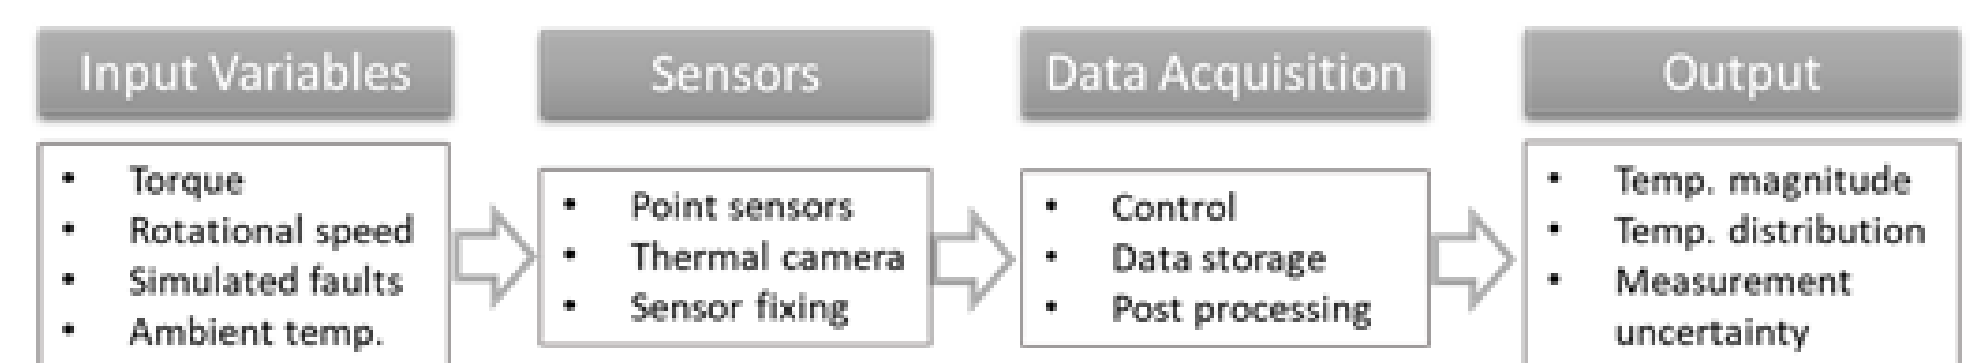 Input Variables
Torque
Rotational speed
Simulated faults
Ambient temp.
Sensors
Point sensors
Thermal camera
Sensor fixing
Data Acquisition
Control
Data storage
Post processing
Output
Temp. magnitude
Temp. distribution
Measurement
uncertainty